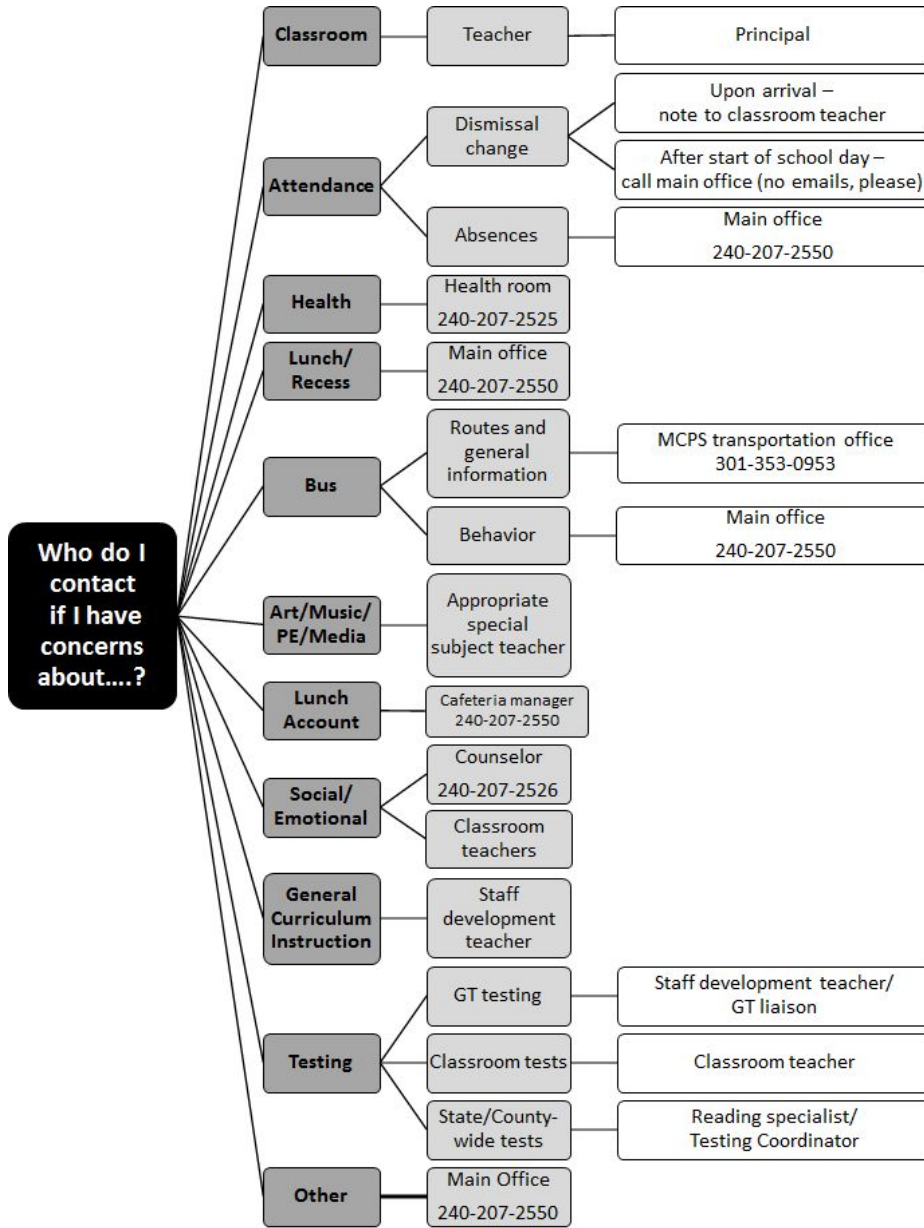 Who do I
contact
if I have
concerns
about....?
Classroom
Teacher
Principal
Attendance
Dismissal
change
Upon arrival –
note to classroom teacher
After start of school day –
call main office (no emails, please)
Absences
Main office
240-207-2550
Health
Health room
240-207-2525
Lunch/
Recess
Main office
240-207-2550
Bus
Routes and
general
information
MCPS transportation office
301-353-0953
Behavior
Main office
240-207-2550
Art/Music/
PE/Media
Appropriate
special
subject teacher
Lunch
Account
Cafeteria manager
240-207-2550
Social/
Emotional
Counselor
240-207-2526
Classroom
teachers
General
Curriculum
Instruction
Staff
development
teacher
Testing
GT testing
Staff development teacher/
GT liaison
Classroom tests
Classroom teacher
State/County-
wide tests
Reading specialist/
Testing Coordinator
Other
Main Office
240-207-2550